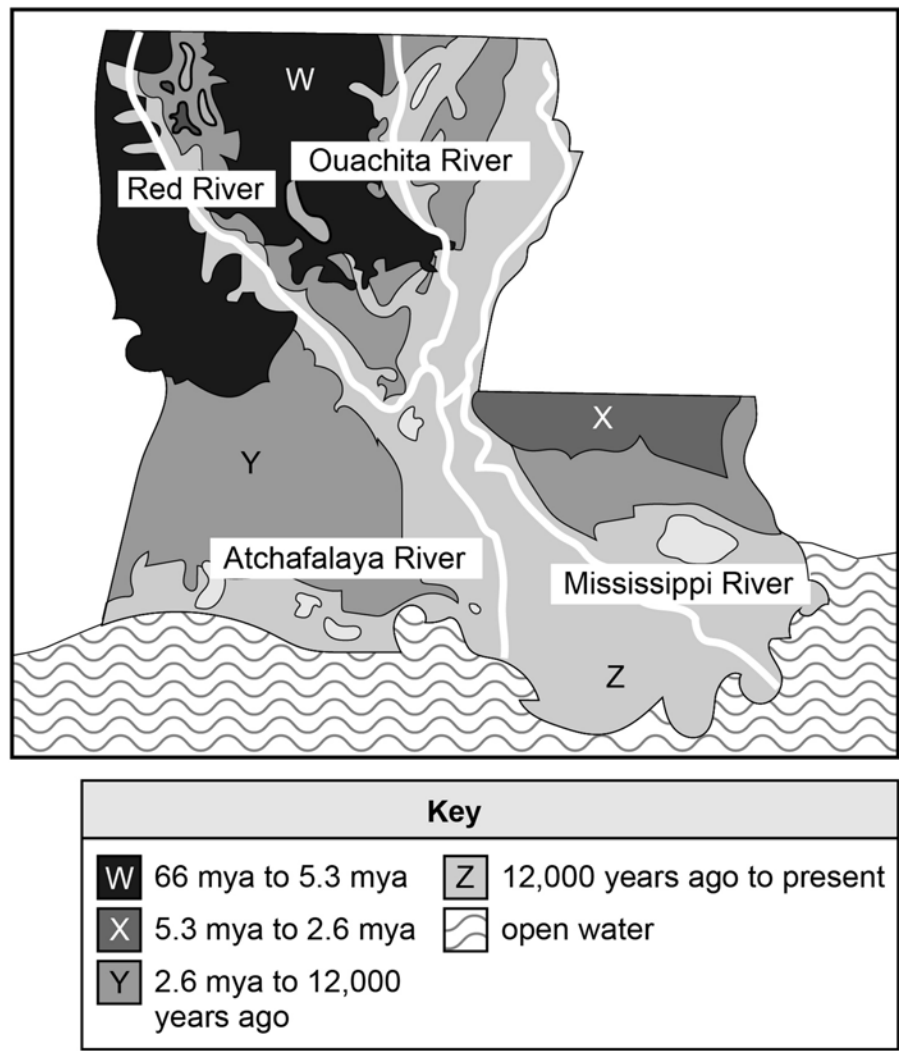 W
Ouachita River
Red River
X
Y
Atchafalaya River
Mississippi River
Z
Key
W 66 mya to 5.3 mya
X 5.3 mya to 2.6 mya
Y 2.6 mya to 12,000
years ago
Z 12,000 years ago to present
open water